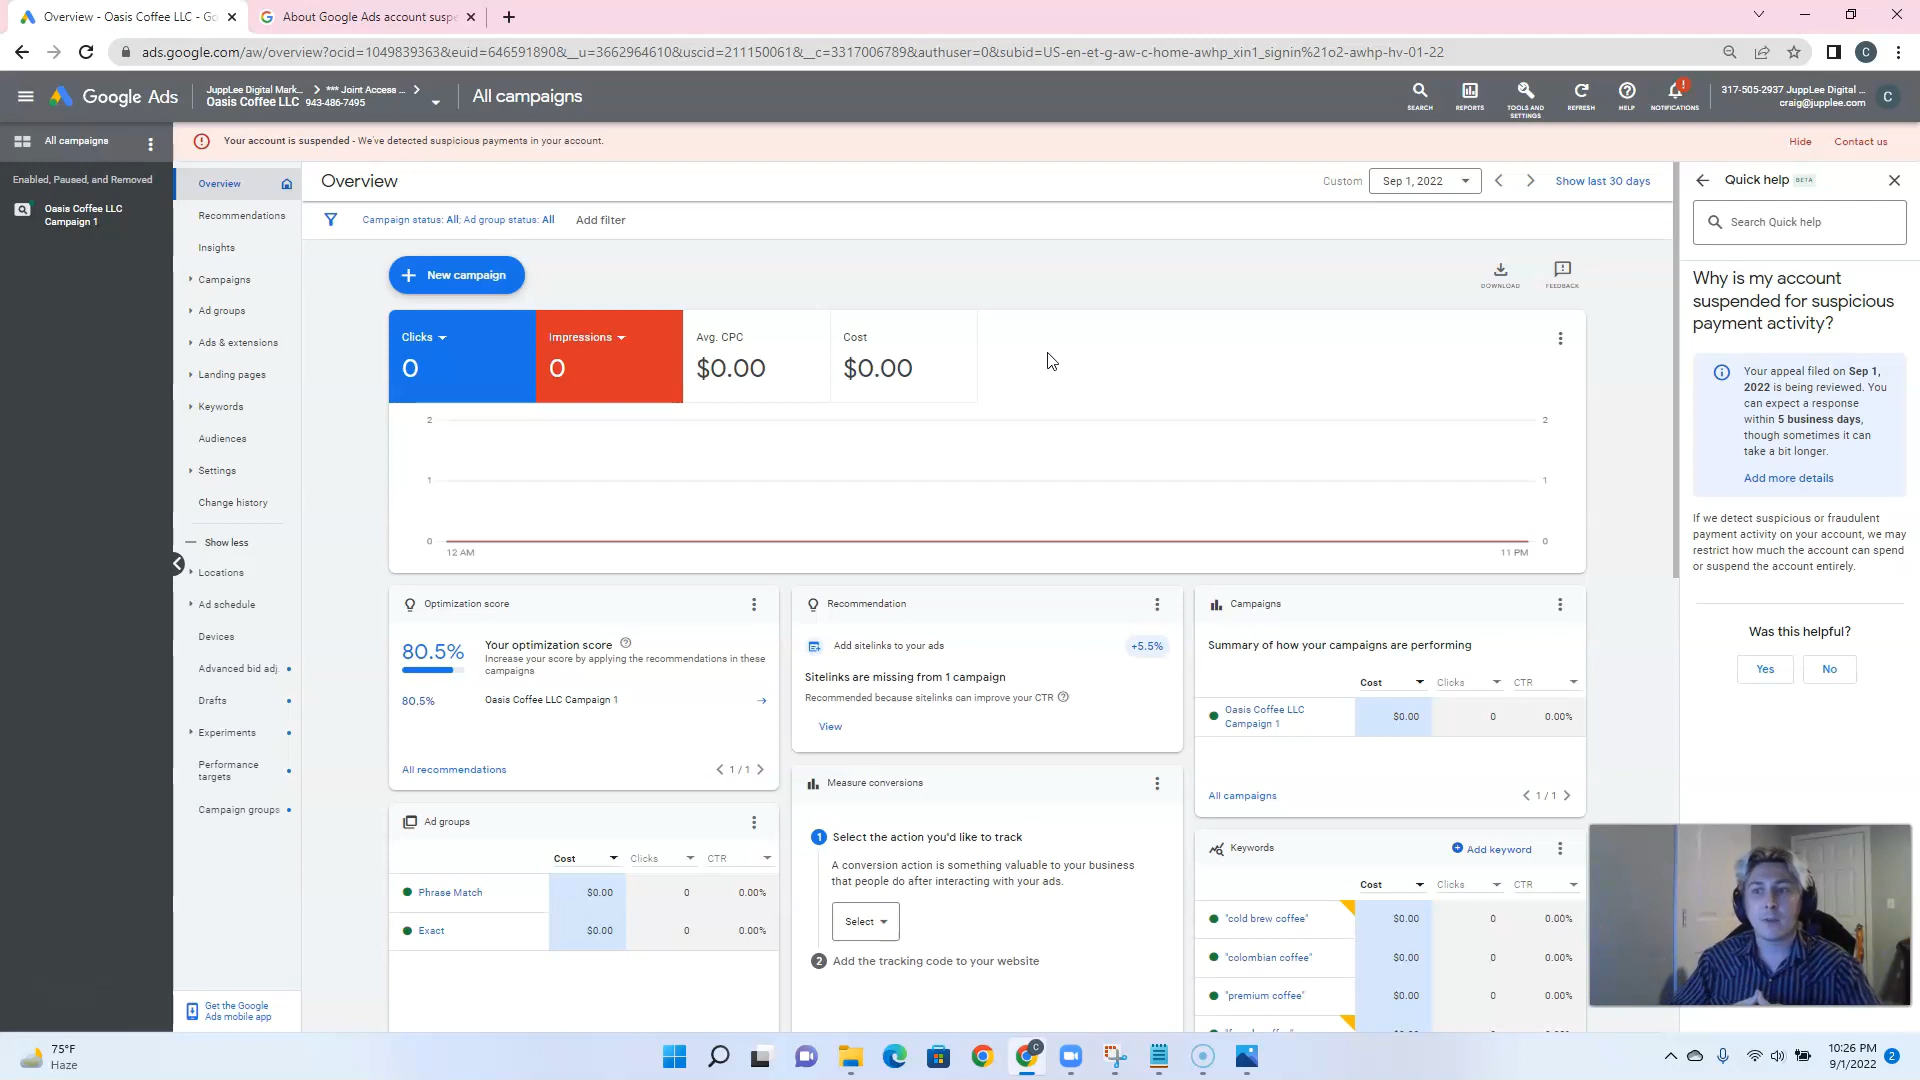 Overview - Oasis Coffee LLC - Go
About Google Ads account susp
ads.google.com/aw/overview?ocid=1049839363&euid=646591890&__u=3662964610&uscid=211150061&__c=3317006789&authuser=0&subid=US-en-et-g-aw-c-home-awhp_xin1_signin%21o2-awhp-hv-01-22
C
Google Ads
JuppLee Digital Mark...
*** Joint Access ...
Oasis Coffee LLC 943-486-7495
All campaigns
SEARCH
REPORTS
TOOLS AND SETTINGS
REFRESH
HELP
NOTIFICATIONS
317-505-2937 JuppLee Digital ...
craig@jupplee.com
C
All campaigns
Your account is suspended - We've detected suspicious payments in your account.
Hide
Contact us
Enabled, Paused, and Removed
Oasis Coffee LLC
Campaign 1
Overview
Recommendations
Insights
Campaigns
Ad groups
Ads & extensions
Landing pages
Keywords
Audiences
Settings
Change history
Show less
Locations
Ad schedule
Devices
Advanced bid adj.
Drafts
Experiments
Performance
targets
Campaign groups
Get the Google
Ads mobile app
Overview
Custom
Sep 1, 2022
Show last 30 days
Campaign status: All; Ad group status: All
Add filter
New campaign
DOWNLOAD
FEEDBACK
Clicks
0
Impressions
0
Avg. CPC
$0.00
Cost
$0.00
2
2
1
1
0
0
12 AM
11 PM
Optimization score
80.5%
Your optimization score
Increase your score by applying the recommendations in these
campaigns
80.5%
Oasis Coffee LLC Campaign 1
All recommendations
1 / 1
Recommendation
Add sitelinks to your ads
+5.5%
Sitelinks are missing from 1 campaign
Recommended because sitelinks can improve your CTR
View
Campaigns
Summary of how your campaigns are performing
Cost
Clicks
CTR
Oasis Coffee LLC
Campaign 1
$0.00
0
0.00%
All campaigns
1 / 1
Ad groups
Cost
Clicks
CTR
Phrase Match
$0.00
0
0.00%
Exact
$0.00
0
0.00%
Measure conversions
1 Select the action you'd like to track
A conversion action is something valuable to your business
that people do after interacting with your ads.
Select
2 Add the tracking code to your website
Keywords
Add keyword
Cost
Clicks
CTR
"cold brew coffee"
$0.00
0
0.00%
"colombian coffee"
$0.00
0
0.00%
"premium coffee"
$0.00
0
0.00%
Quick help BETA
Search Quick help
Why is my account
suspended for suspicious
payment activity?
Your appeal filed on Sep 1,
2022 is being reviewed. You
can expect a response
within 5 business days,
though sometimes it can
take a bit longer.
Add more details
If we detect suspicious or fraudulent
payment activity on your account, we may
restrict how much the account can spend
or suspend the account entirely.
Was this helpful?
Yes
No
75°F
Haze
C
10:26 PM
9/1/2022
2